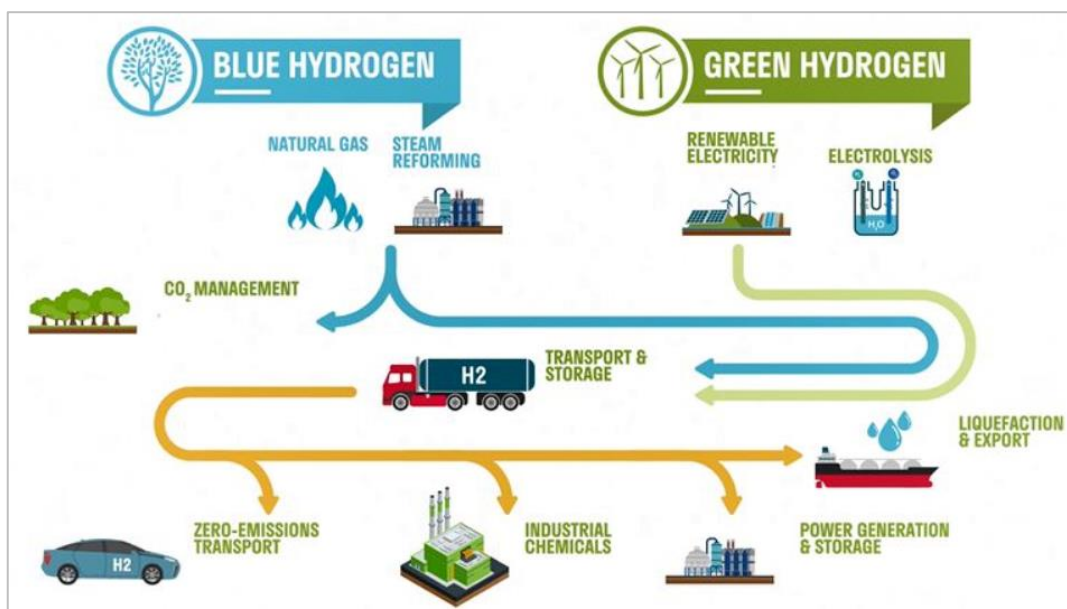 BLUE HYDROGEN
GREEN HYDROGEN
NATURAL GAS
STEAM
REFORMING
RENEWABLE
ELECTRICITY
ELECTROLYSIS
H₂O
CO₂ MANAGEMENT
TRANSPORT &
STORAGE
H2
LIQUEFACTION
& EXPORT
ZERO-EMISSIONS
TRANSPORT
H2
INDUSTRIAL
CHEMICALS
POWER GENERATION
& STORAGE